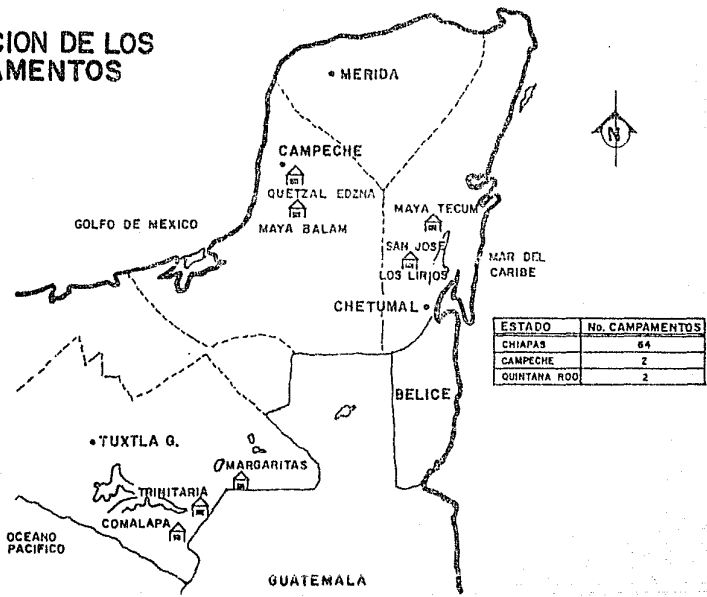 CION DE LOS
AMENTOS
MERIDA
N
CAMPECHE
QUETZAL EDZNA
MAYA BALAM
MAYA TECUM
GOLFO DE MEXICO
SAN JOSE
LOS LIRIOS
MAR DEL
CARIBE
CHETUMAL
ESTADO No. CAMPAMENTOS
CHIAPAS 64
CAMPECHE 2
QUINTANA ROO 2
BELICE
TUXTLA G.
MARGARITAS
TRINITARIA
COMALAPA
OCEANO
PACIFICO
GUATEMALA